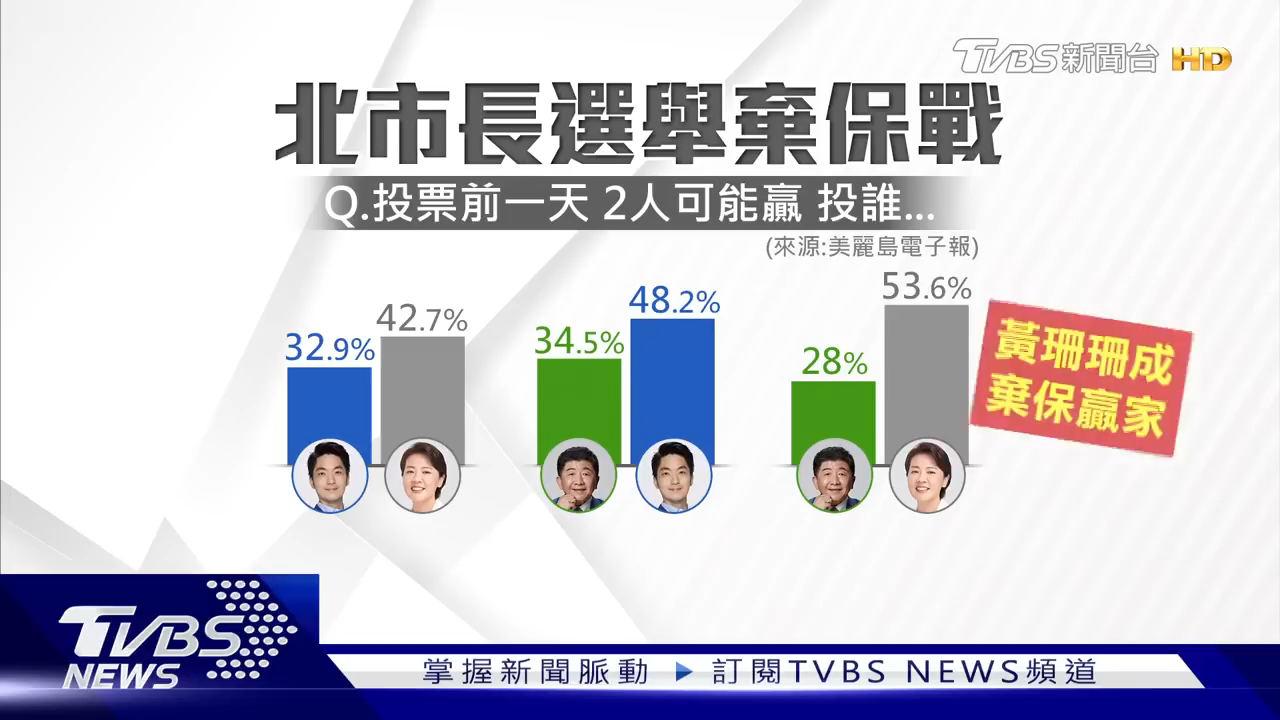 TVBS新聞台 HD
北市長選舉棄保戰
Q.投票前一天 2人可能贏 投誰...
(來源:美麗島電子報)
32.9%
42.7%
34.5%
48.2%
28%
53.6%
黃珊珊成
棄保贏家
TVBS
NEWS
掌握新聞脈動 ▶ 訂閱TVBS NEWS頻道